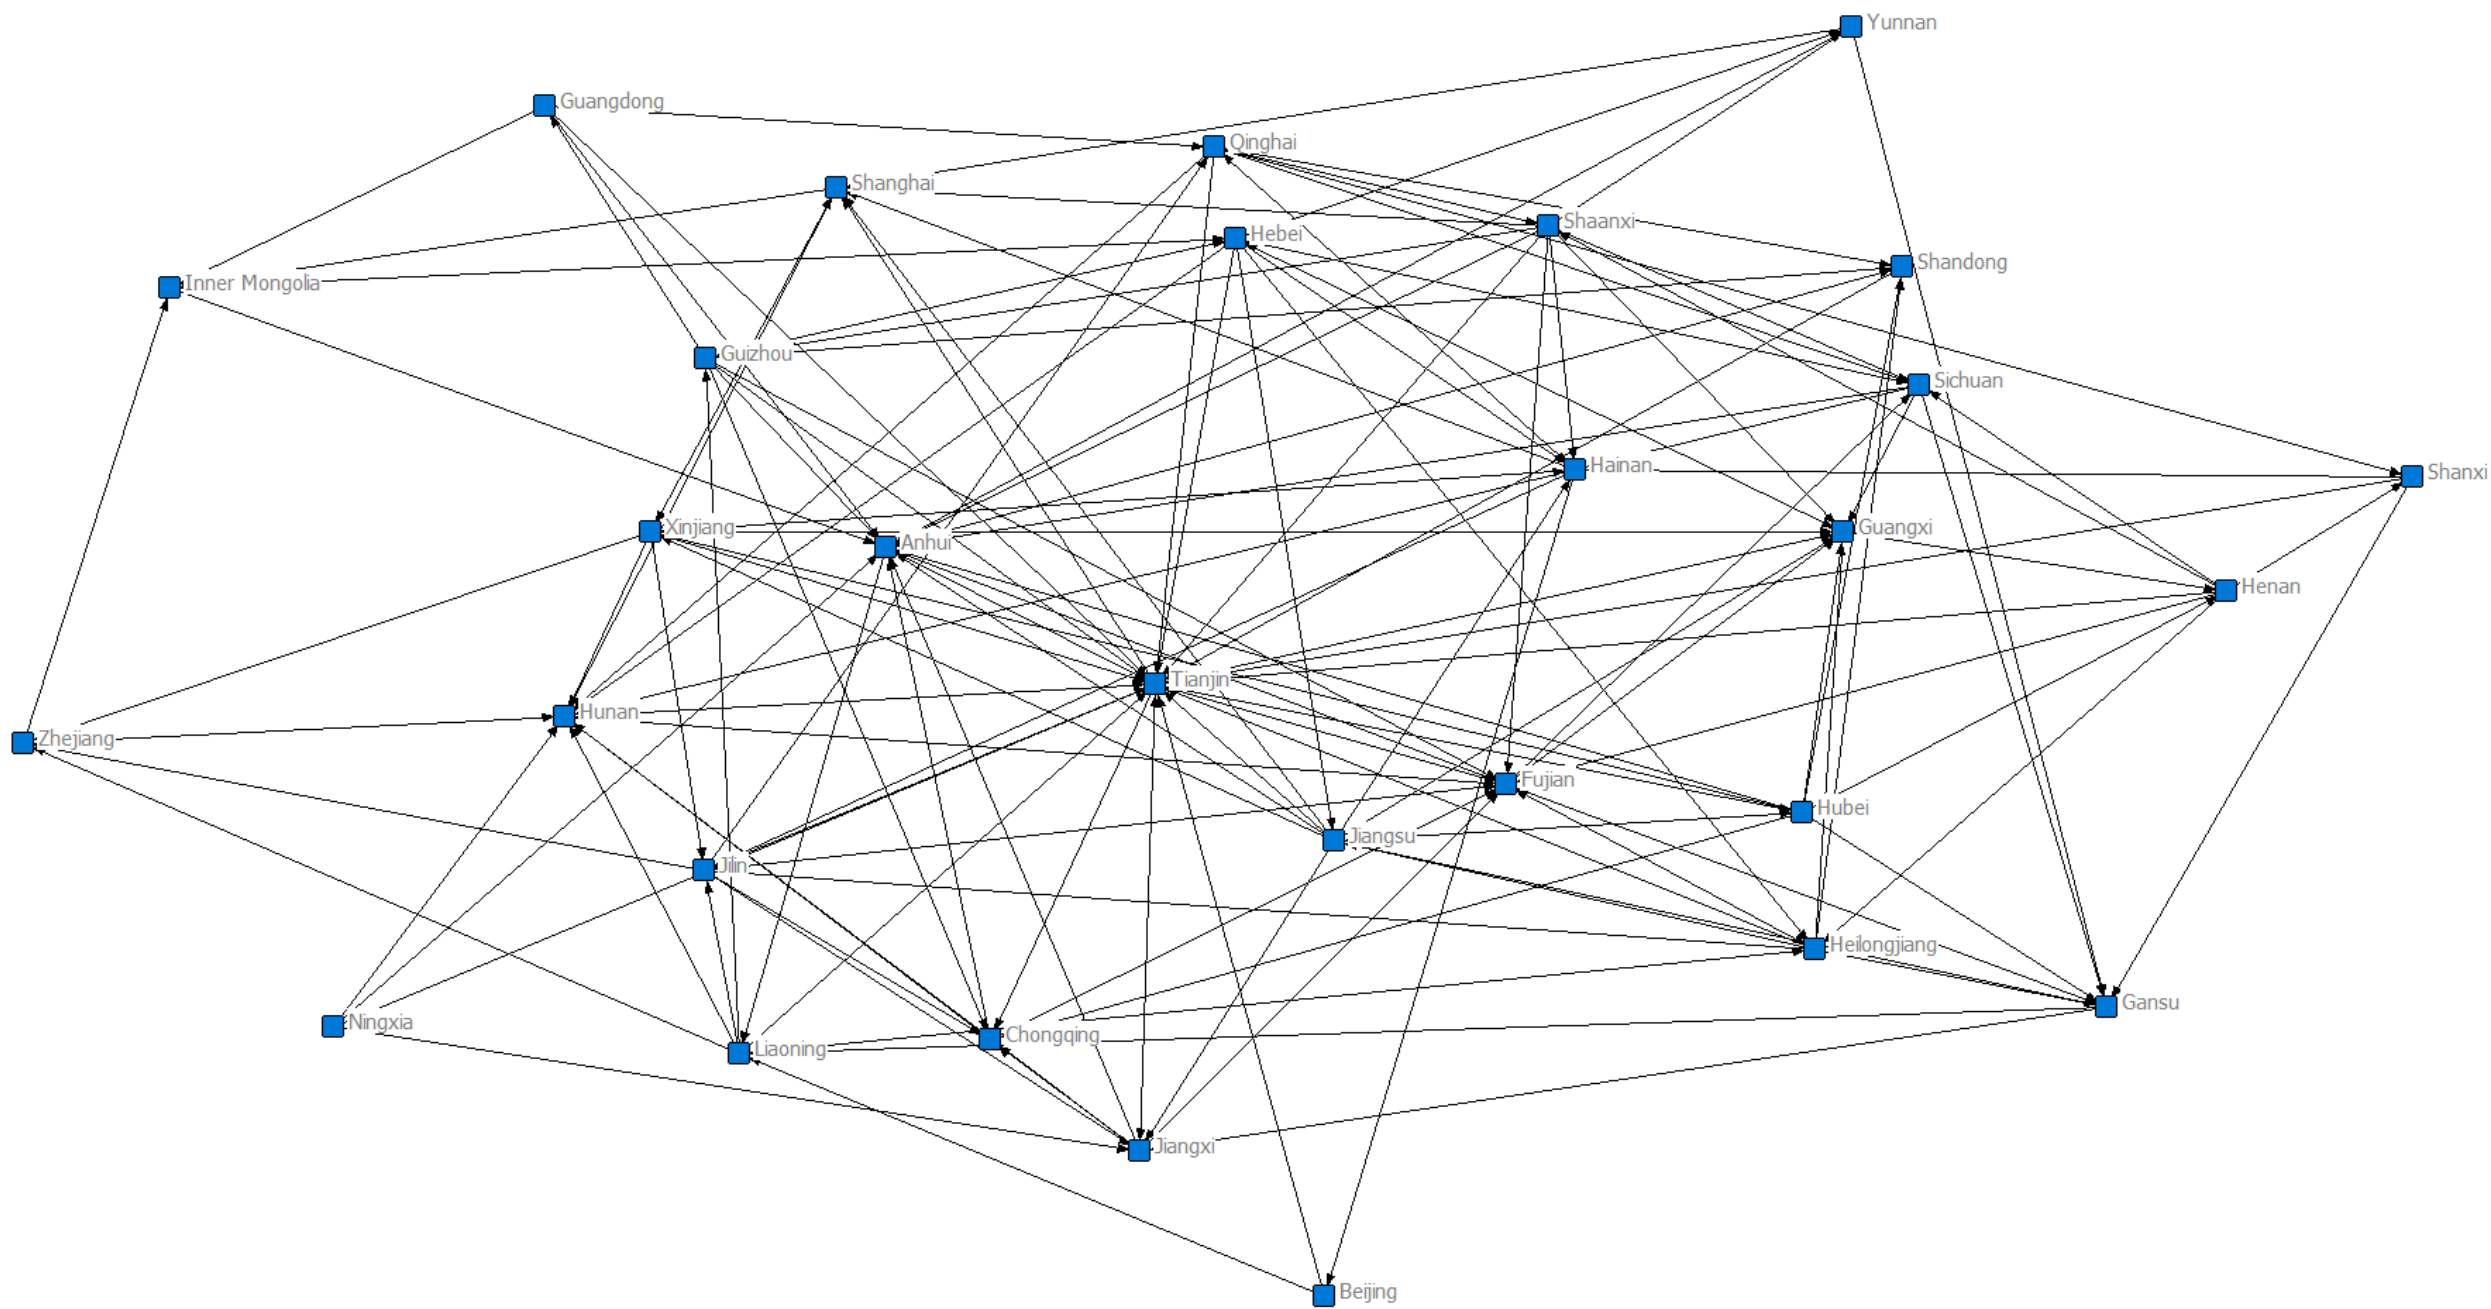 Yunnan
Guangdong
Qinghai
Shanghai
Shaanxi
Hebei
Shandong
Inner Mongolia
Guizhou
Sichuan
Hainan
Shanxi
Xinjiang
Guangxi
Anhui
Henan
Tianjin
Hunan
Zhejiang
Fujian
Hubei
Jiangsu
Jilin
Heilongjiang
Gansu
Ningxia
Chongqing
Liaoning
Jiangxi
Beijing